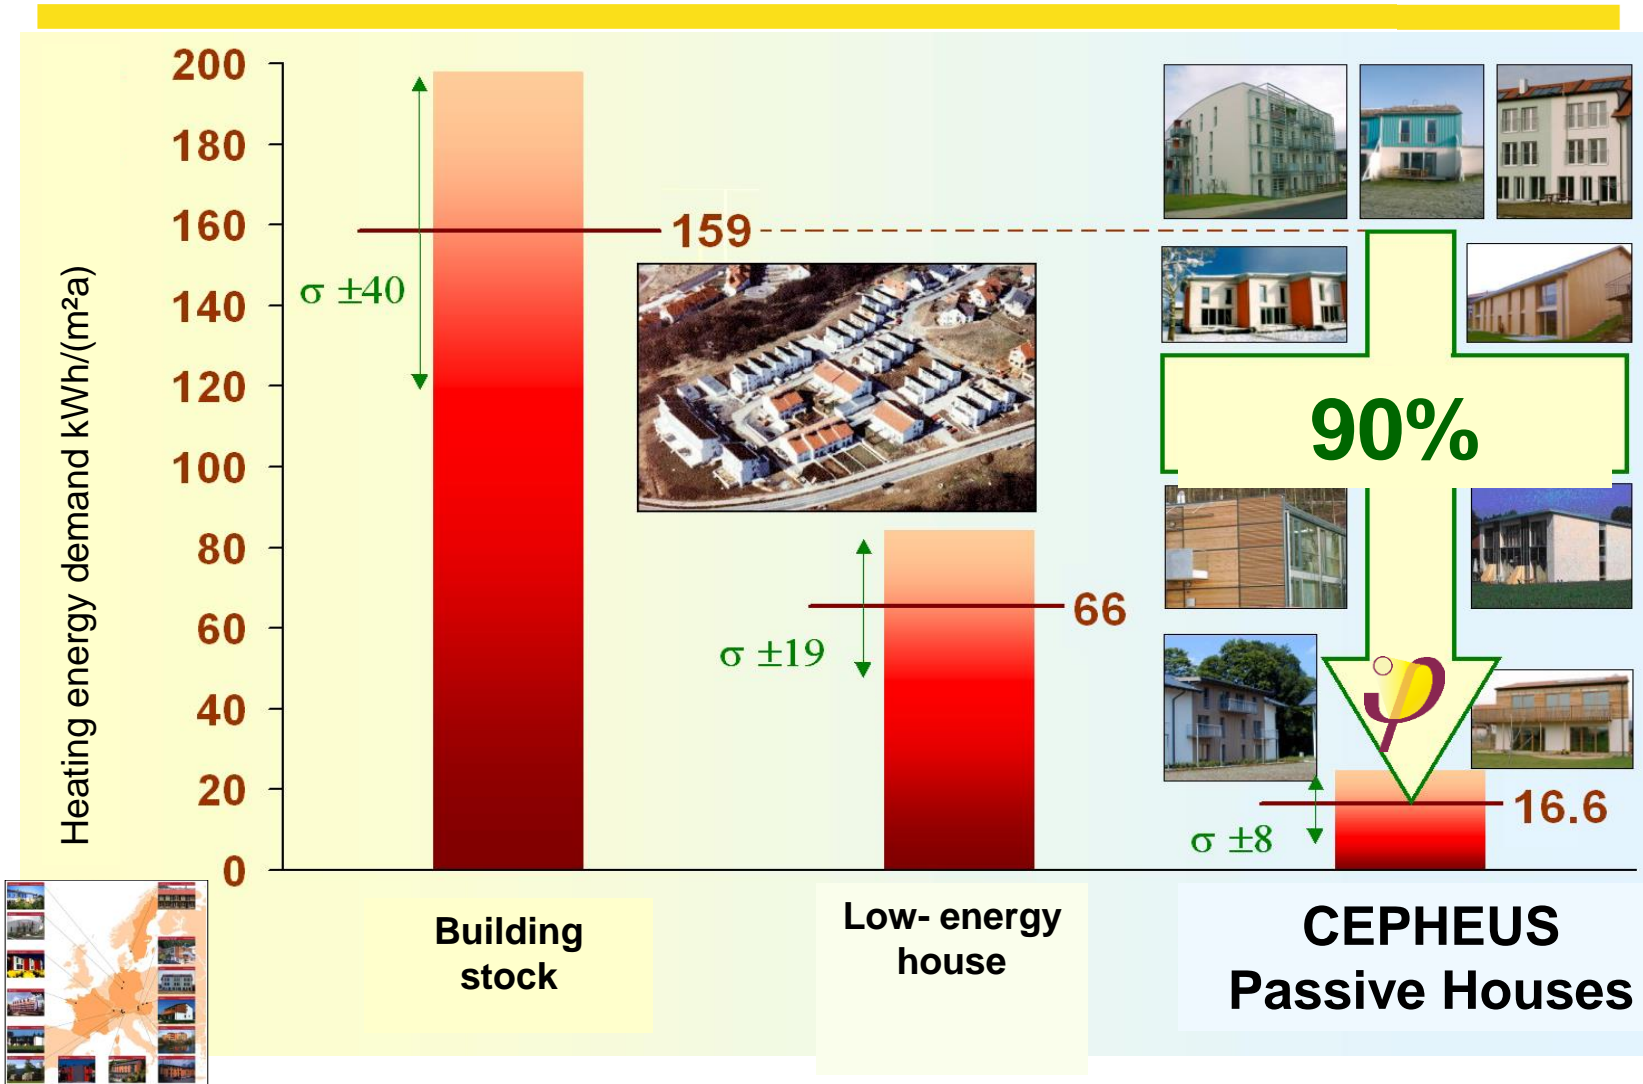 200
180
160
140
120
100
80
60
40
20
0
Heating energy demand kWh/(m²a)
159
σ ±40
66
σ ±19
90%
16.6
σ ±8
Building
stock
Low- energy
house
CEPHEUS
Passive Houses